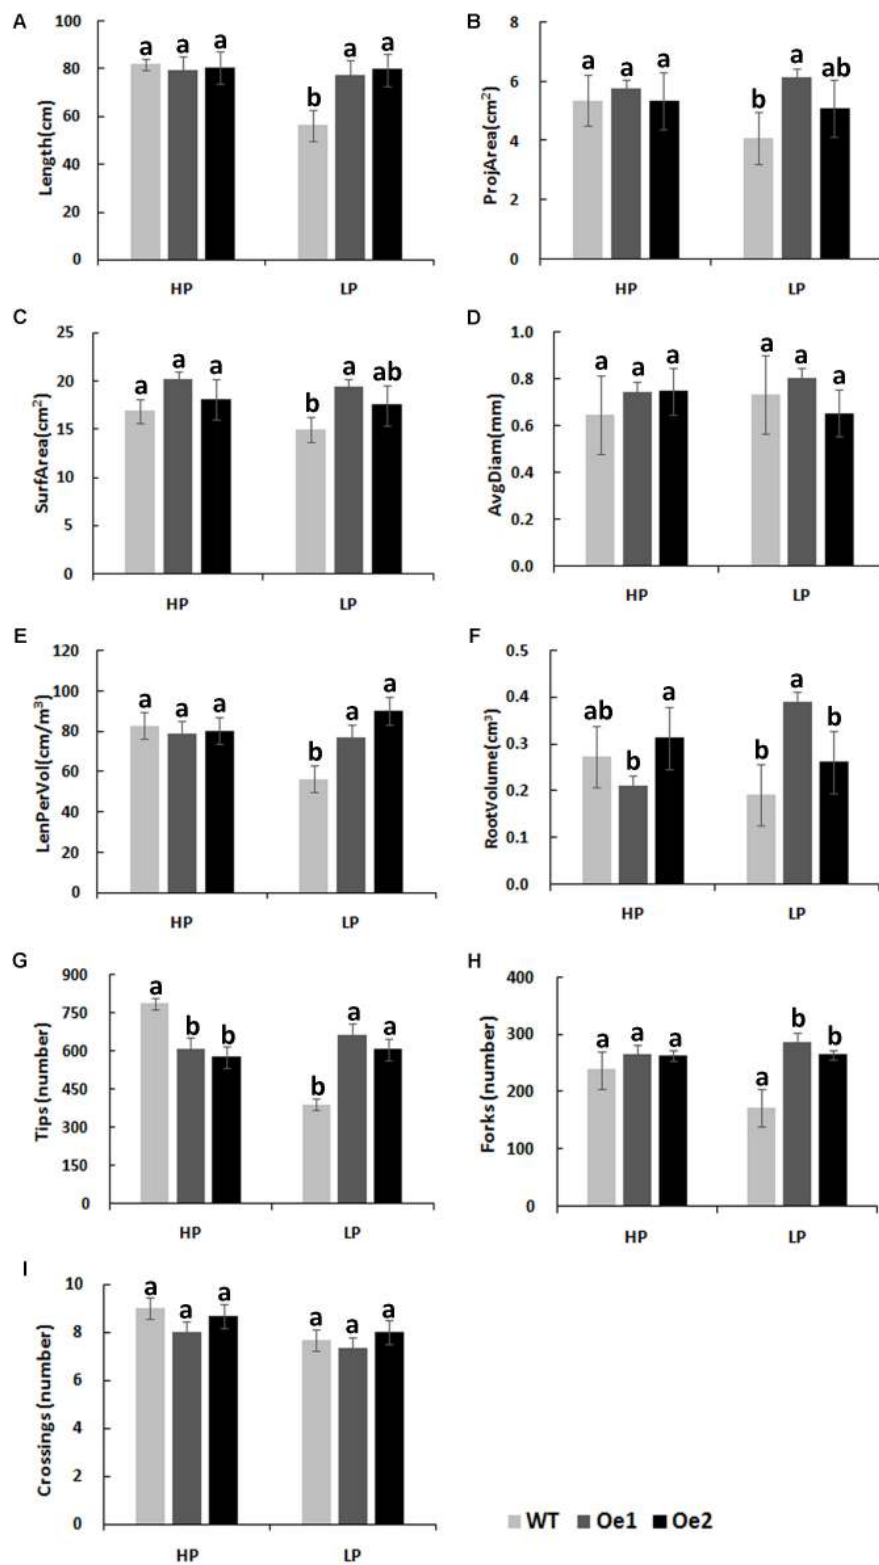 A
Length(cm)
100
80
60
40
20
0
a a a
b a a
HP LP
B
ProjArea(cm²)
8
6
4
2
0
a a a
b a ab
HP LP
C
SurfArea(cm²)
25
20
15
10
5
0
a a a
b a ab
HP LP
D
AvgDiam(mm)
1.0
0.8
0.6
0.4
0.2
0.0
a a a
a a a
HP LP
E
LenPerVol(cm/m³)
120
100
80
60
40
20
0
a a a
b a a
HP LP
F
RootVolume(cm³)
0.5
0.4
0.3
0.2
0.1
0.0
ab b a
b a b
HP LP
G
Tips (number)
900
750
600
450
300
150
0
a b b
b a a
HP LP
H
Forks (number)
400
300
200
100
0
a a a
a b b
HP LP
I
Crossings (number)
10
8
6
4
2
0
a a a
a a a
HP LP
WT Oe1 Oe2